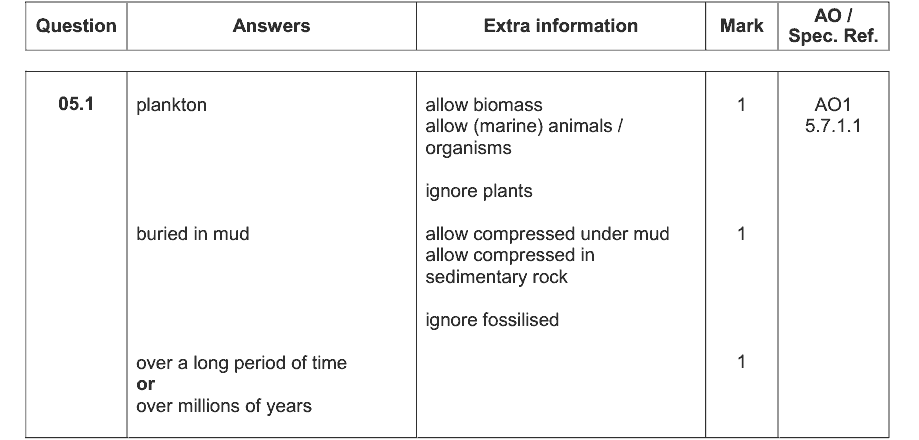 Question Answers Extra information Mark AO /
Spec. Ref.
05.1 plankton allow biomass 1 AO1
allow (marine) animals / 5.7.1.1
organisms
ignore plants
buried in mud allow compressed under mud 1
allow compressed in
sedimentary rock
ignore fossilised
over a long period of time 1
or
over millions of years